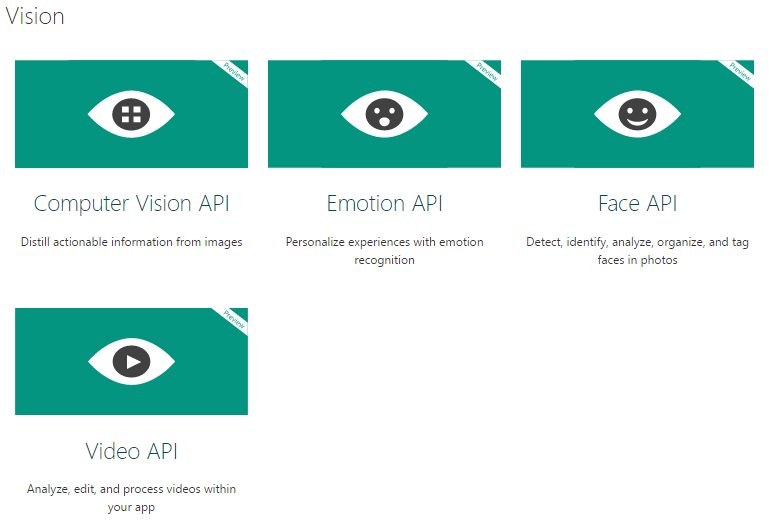 Vision
Preview
Preview
Preview
Computer Vision API
Emotion API
Face API
Distill actionable information from images
Personalize experiences with emotion
recognition
Detect, identify, analyze, organize, and tag
faces in photos
Preview
Video API
Analyze, edit, and process videos within
your app